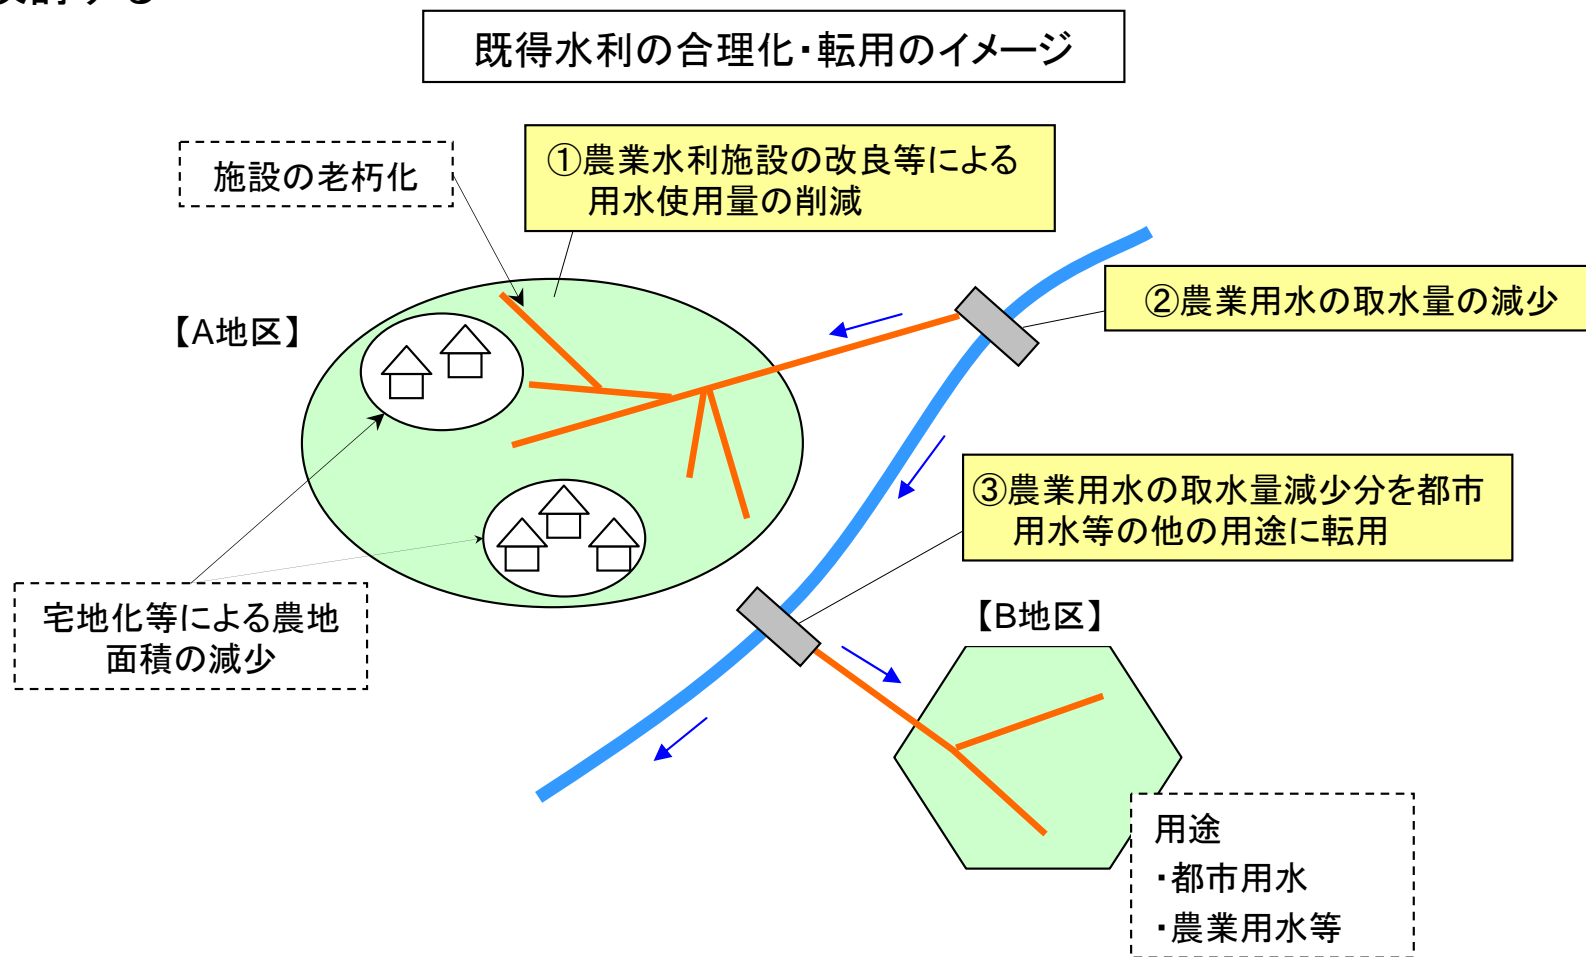 既得水利の合理化・転用のイメージ
施設の老朽化
①農業水利施設の改良等による
用水使用量の削減
【A地区】
②農業用水の取水量の減少
③農業用水の取水量減少分を都市
用水等の他の用途に転用
宅地化等による農地
面積の減少
【B地区】
用途
・都市用水
・農業用水等